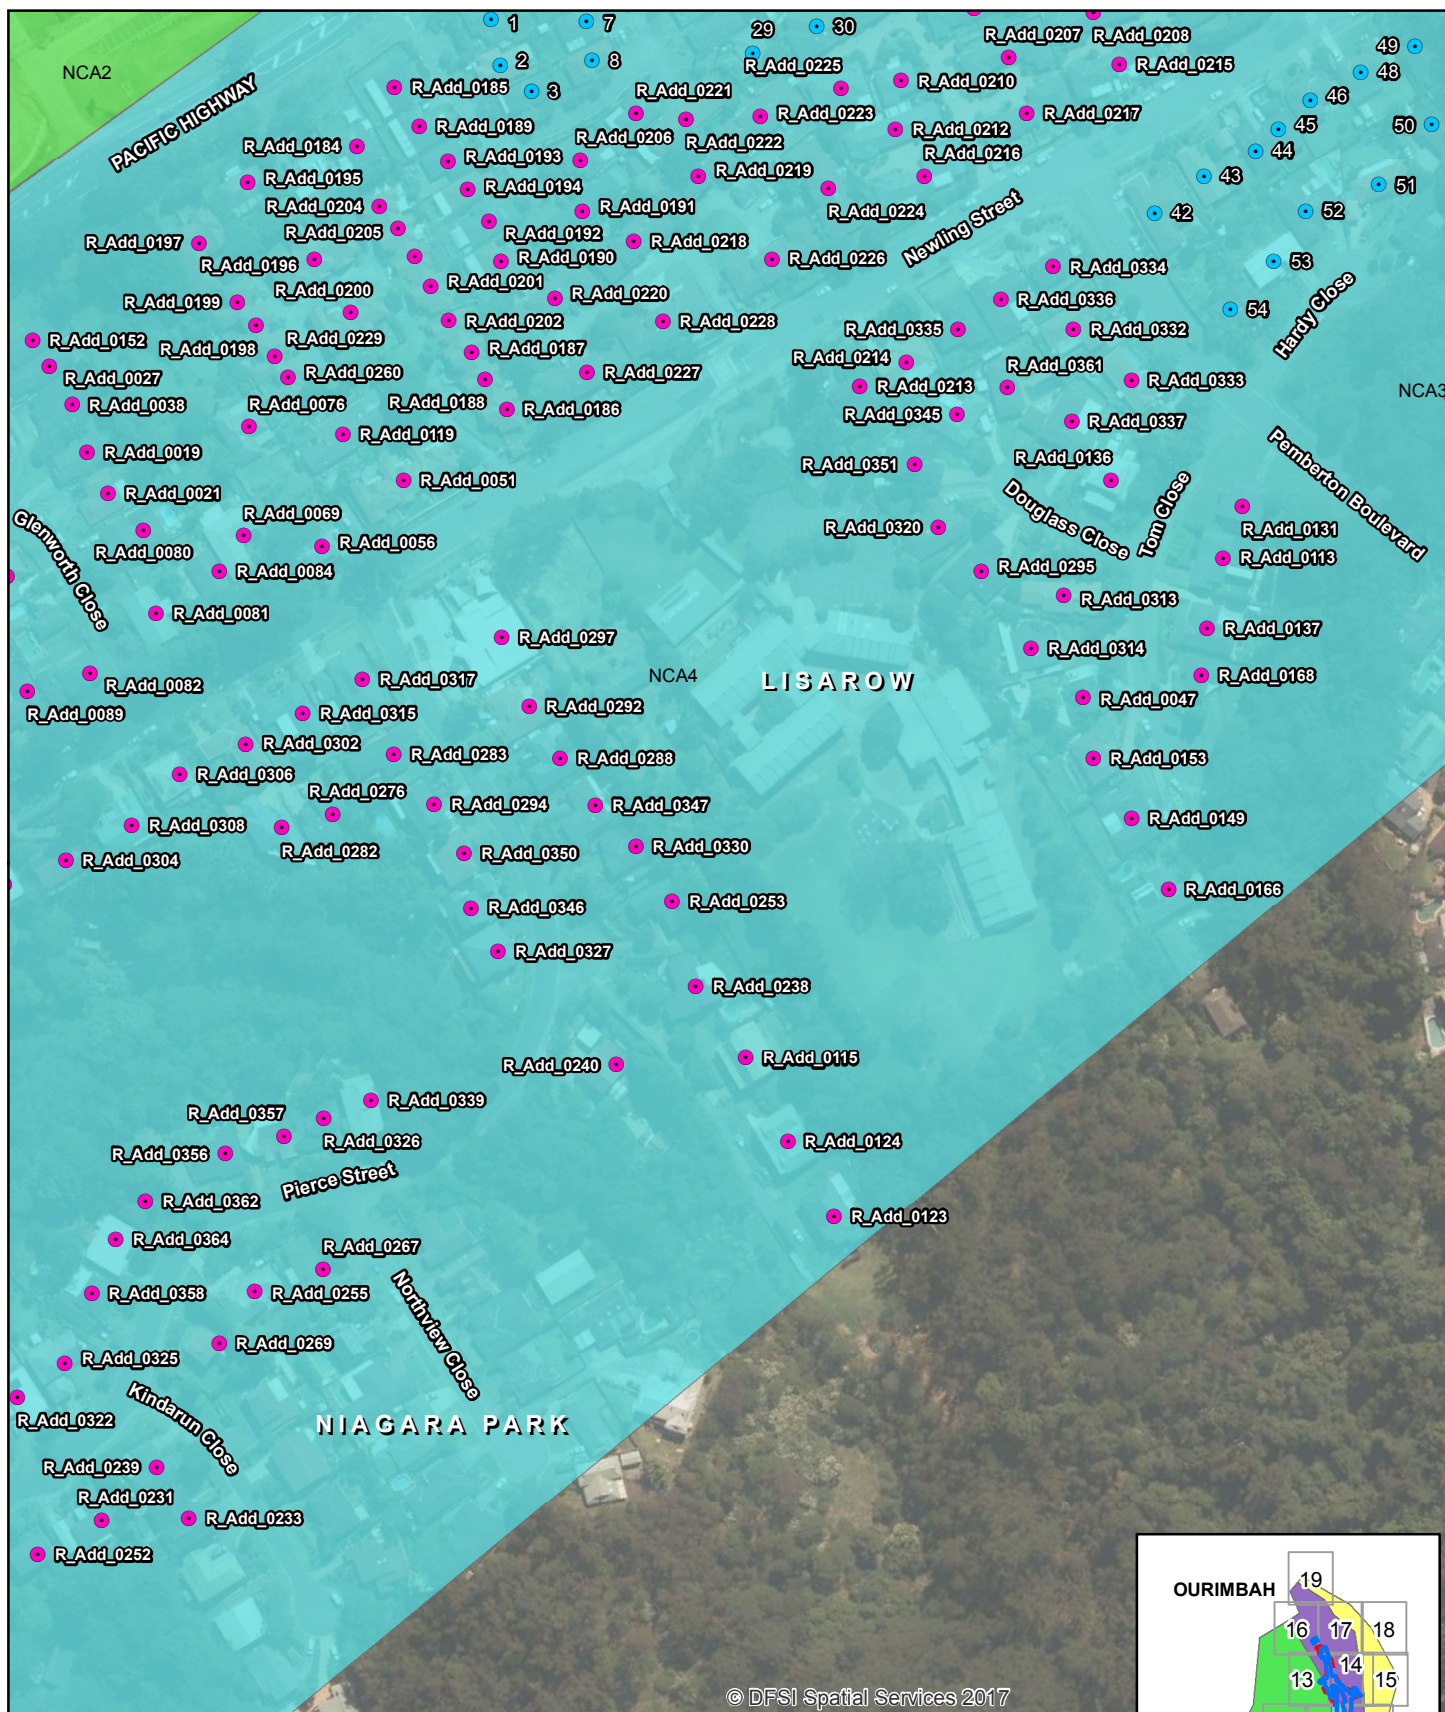 1
7
29
30
R_Add_0207
R_Add_0208
49
NCA2
2
8
R_Add_0225
R_Add_0215
48
R_Add_0185
3
R_Add_0221
R_Add_0210
46
PACIFIC HIGHWAY
R_Add_0189
R_Add_0206
R_Add_0222
R_Add_0223
R_Add_0212
R_Add_0217
45
50
R_Add_0184
R_Add_0193
R_Add_0216
44
R_Add_0195
R_Add_0194
R_Add_0219
43
51
R_Add_0204
R_Add_0191
R_Add_0224
42
52
R_Add_0205
R_Add_0192
Newling Street
R_Add_0197
R_Add_0218
R_Add_0196
R_Add_0190
R_Add_0226
R_Add_0334
53
R_Add_0201
R_Add_0200
R_Add_0220
R_Add_0336
R_Add_0199
54
Hardy Close
R_Add_0202
R_Add_0228
R_Add_0335
R_Add_0332
R_Add_0152
R_Add_0229
R_Add_0198
R_Add_0187
R_Add_0214
R_Add_0361
R_Add_0027
R_Add_0260
R_Add_0227
R_Add_0213
R_Add_0333
NCA3
R_Add_0038
R_Add_0076
R_Add_0188
R_Add_0186
R_Add_0345
R_Add_0337
R_Add_0119
R_Add_0019
R_Add_0351
R_Add_0136
Pemberton Boulevard
R_Add_0051
R_Add_0021
Douglass Close
Tom Close
Glenworth Close
R_Add_0069
R_Add_0320
R_Add_0131
R_Add_0080
R_Add_0056
R_Add_0113
R_Add_0084
R_Add_0295
R_Add_0313
R_Add_0081
R_Add_0297
R_Add_0137
R_Add_0314
R_Add_0082
R_Add_0317
NCA4
LISAROW
R_Add_0168
R_Add_0089
R_Add_0315
R_Add_0292
R_Add_0047
R_Add_0302
R_Add_0283
R_Add_0288
R_Add_0153
R_Add_0306
R_Add_0276
R_Add_0294
R_Add_0347
R_Add_0308
R_Add_0149
R_Add_0282
R_Add_0304
R_Add_0350
R_Add_0330
R_Add_0166
R_Add_0346
R_Add_0253
R_Add_0327
R_Add_0238
R_Add_0240
R_Add_0115
R_Add_0339
R_Add_0357
R_Add_0326
R_Add_0124
R_Add_0356
Pierce Street
R_Add_0362
R_Add_0123
R_Add_0364
R_Add_0267
R_Add_0358
R_Add_0255
Northview Close
R_Add_0269
R_Add_0325
R_Add_0322
Kindarun Close
NIAGARA PARK
R_Add_0239
R_Add_0231
R_Add_0233
R_Add_0252
OURIMBAH
19
16
17
18
14
13
15
© DFSI Spatial Services 2017